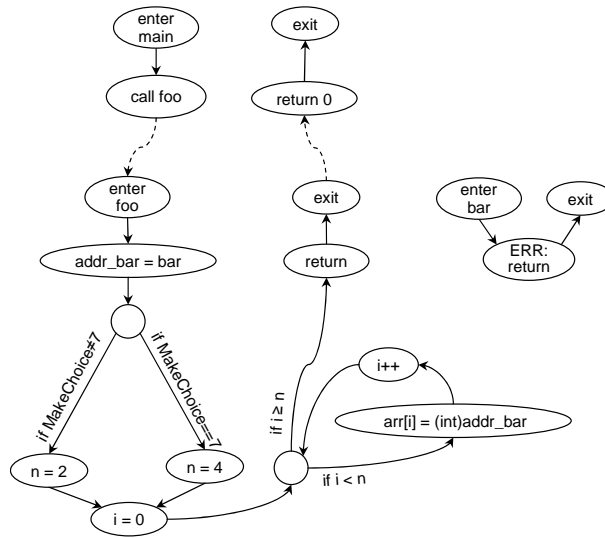 enter
main
call foo
enter
foo
addr_bar = bar
if MakeChoice≠7
if MakeChoice==7
n = 2
n = 4
i = 0
exit
return 0
exit
return
if i ≥ n
if i < n
i++
arr[i] = (int)addr_bar
enter
bar
ERR:
return
exit